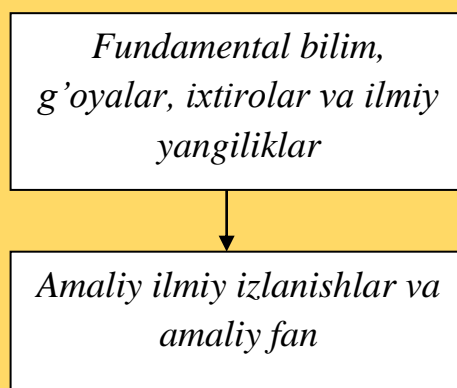 Fundamental bilim,
g’oyalar, ixtirolar va ilmiy
yangiliklar
Amaliy ilmiy izlanishlar va
amaliy fan